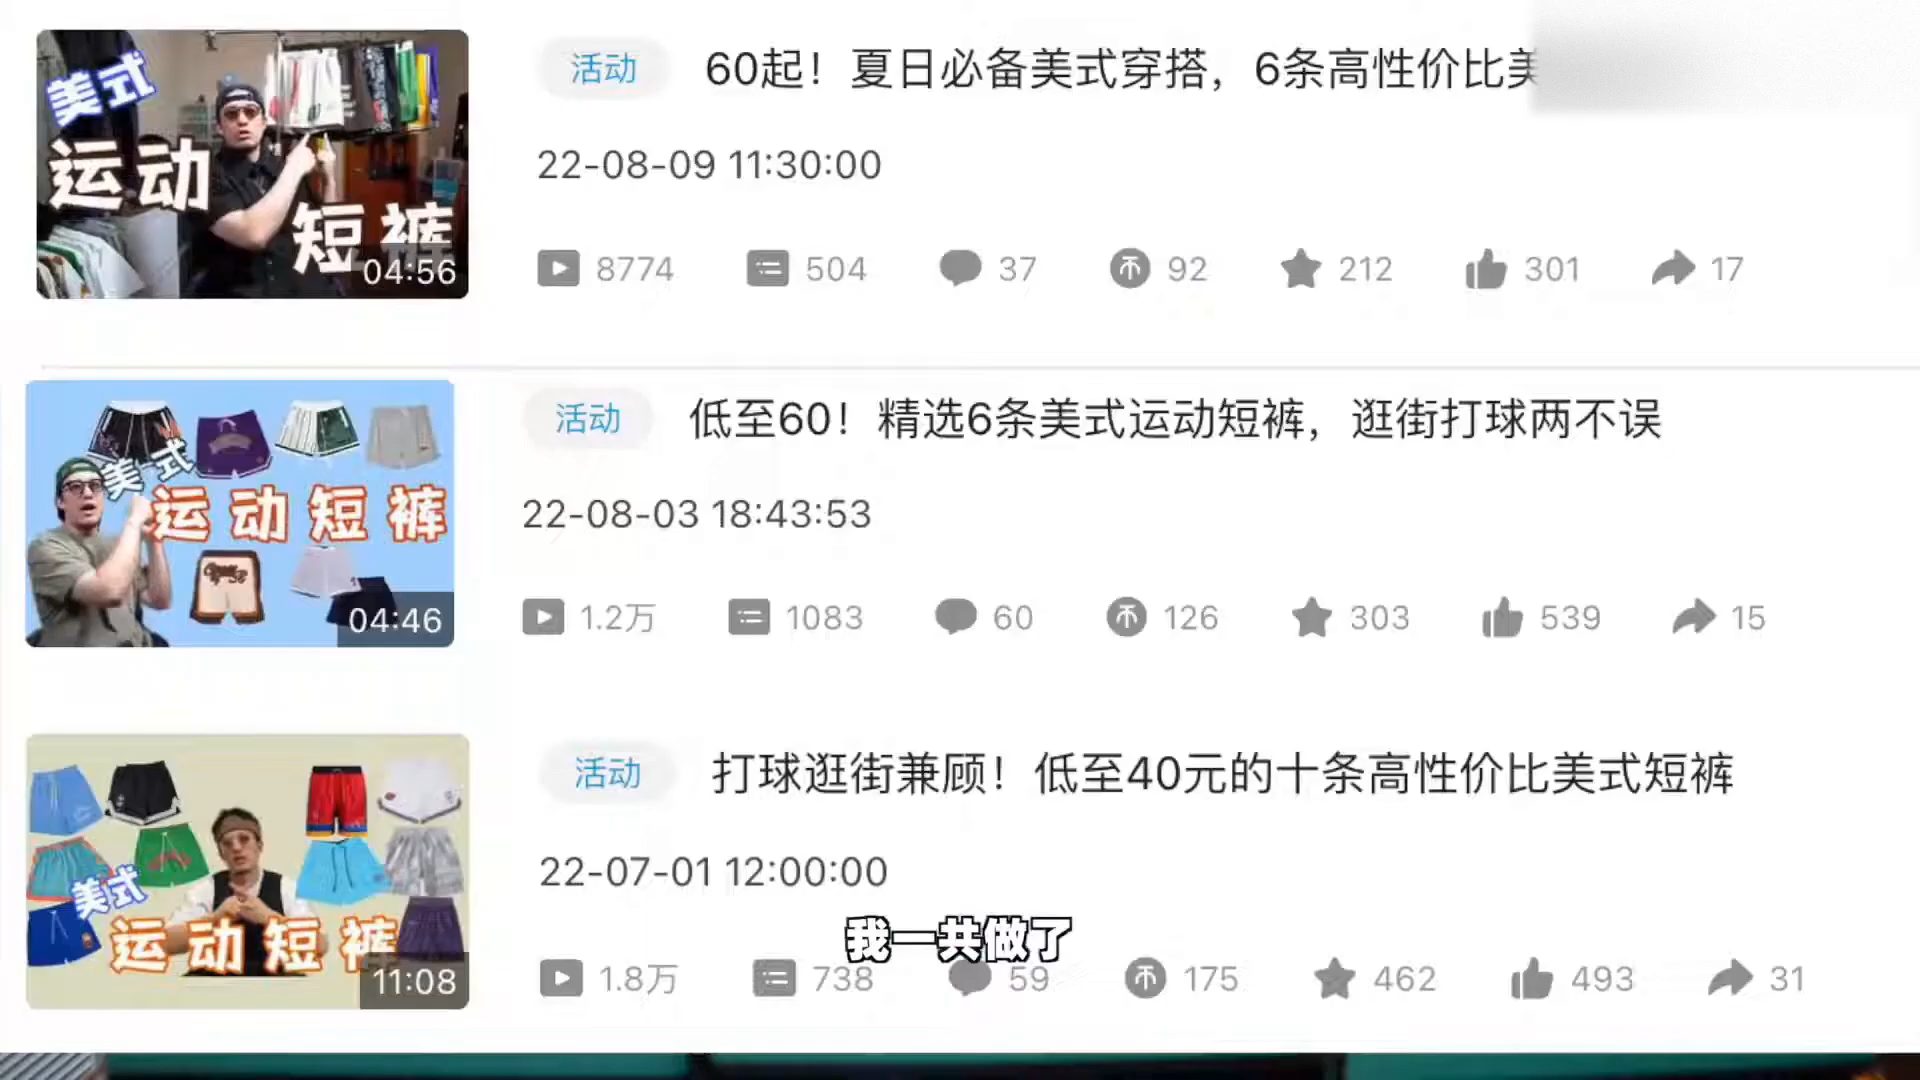 美式
运动
短裤
04:56
活动 60起！夏日必备美式穿搭，6条高性价比美
22-08-09 11:30:00
8774 504 37 92 212 301 17
美式
运动短裤
04:46
活动 低至60！精选6条美式运动短裤，逛街打球两不误
22-08-03 18:43:53
1.2万 1083 60 126 303 539 15
美式
运动短裤
11:08
活动 打球逛街兼顾！低至40元的十条高性价比美式短裤
22-07-01 12:00:00
我一共做了
1.8万 738 59 175 462 493 31